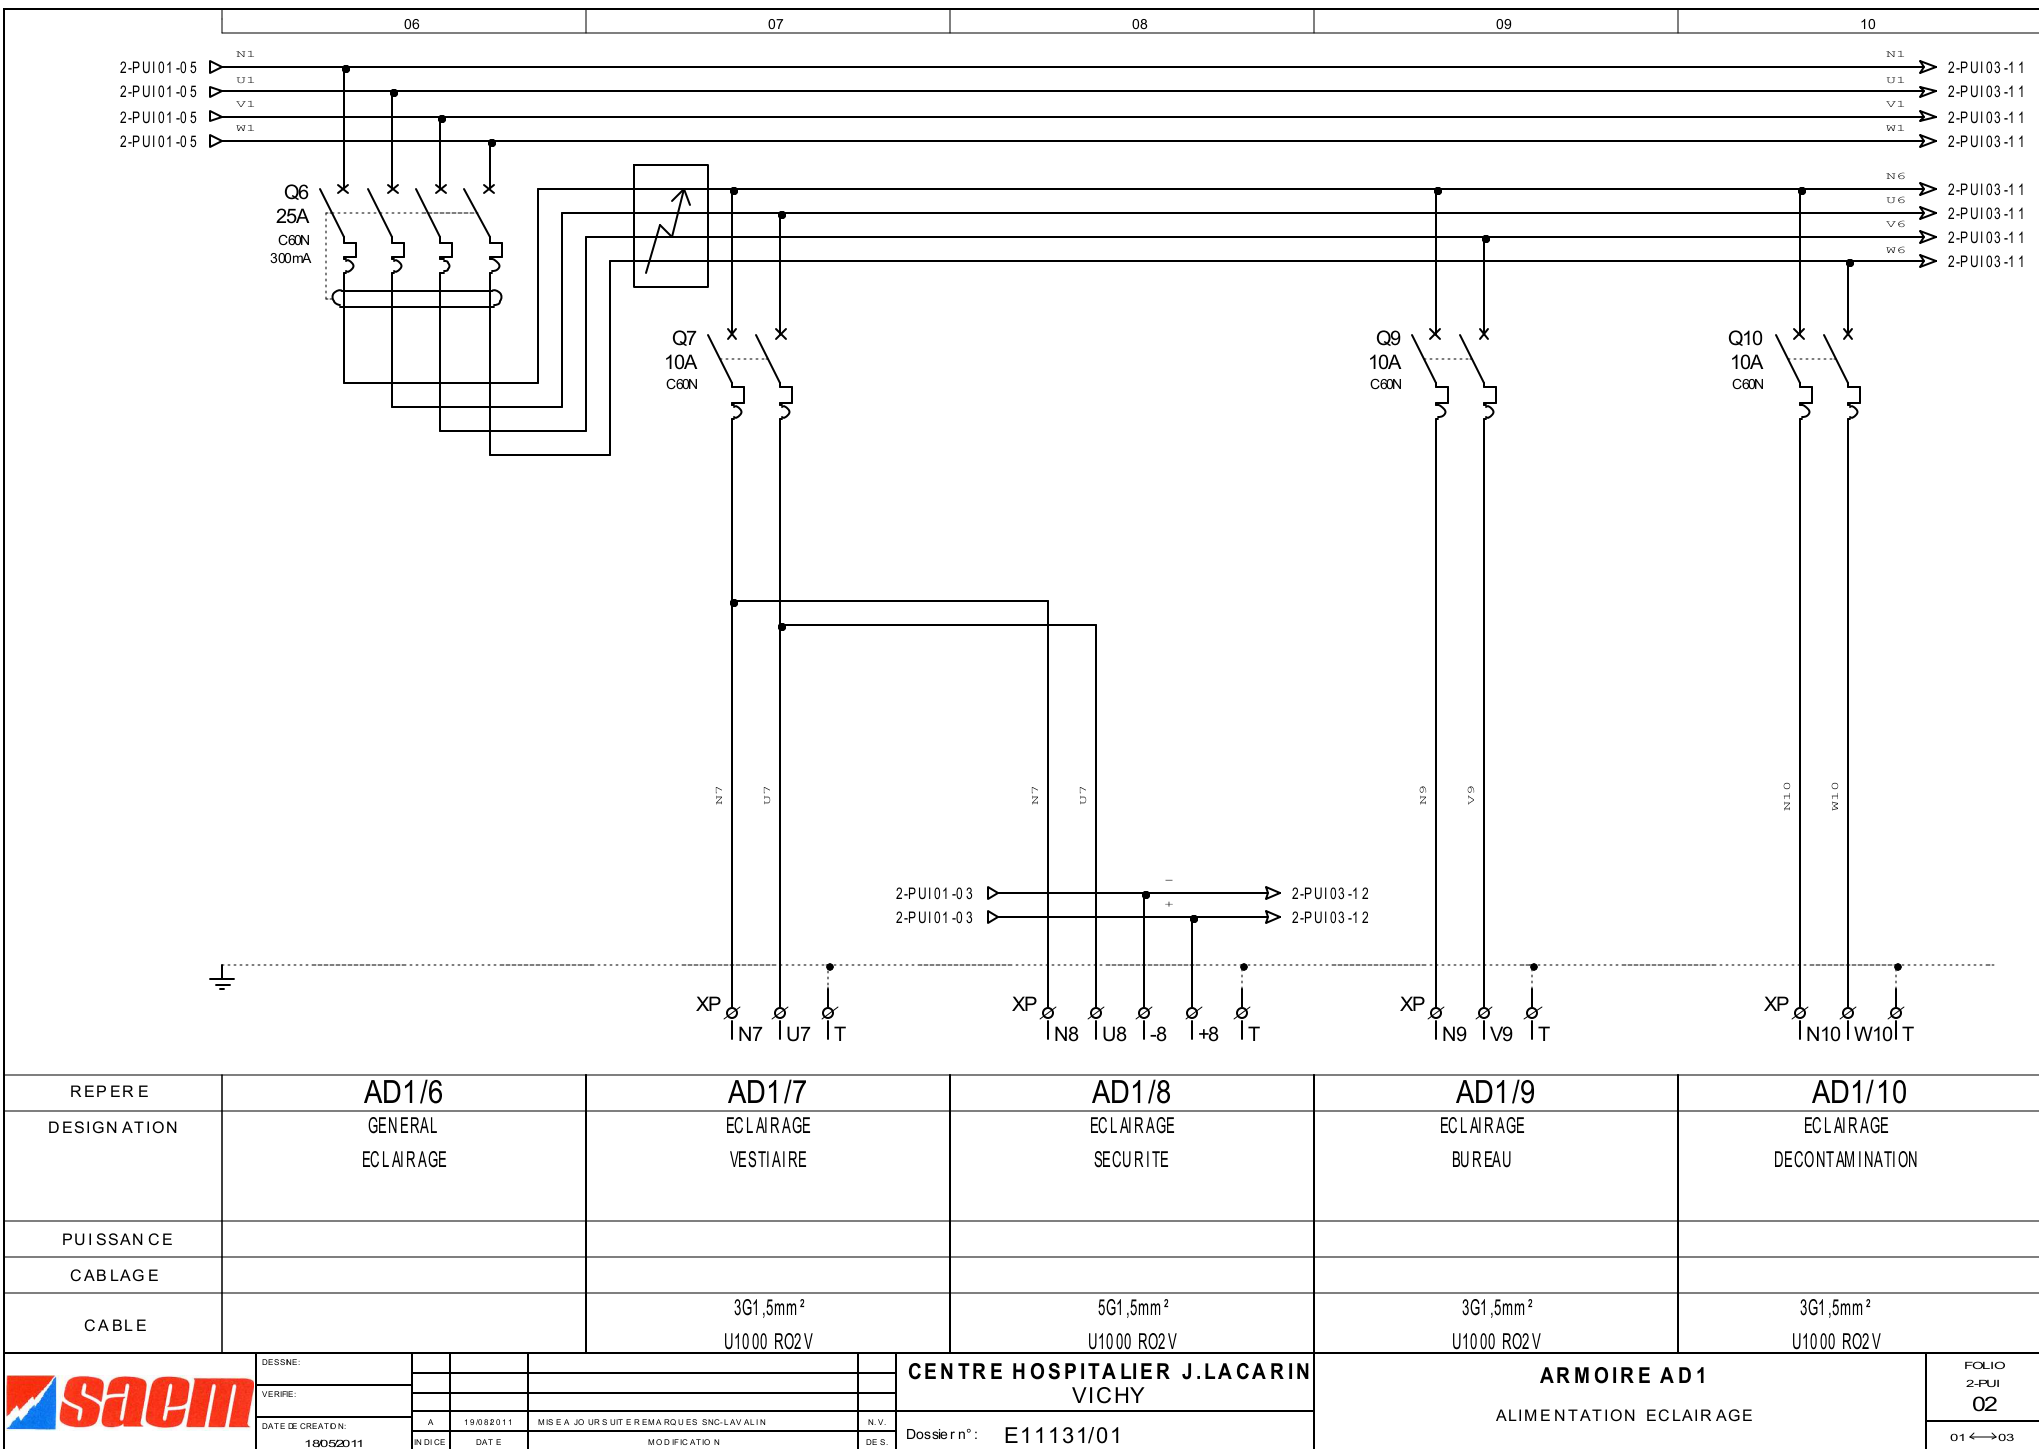 06 07 08 09 10
2-PUI01-05 N1 N1 2-PUI03-11
2-PUI01-05 U1 U1 2-PUI03-11
2-PUI01-05 V1 V1 2-PUI03-11
2-PUI01-05 W1 W1 2-PUI03-11
N6 2-PUI03-11
U6 2-PUI03-11
V6 2-PUI03-11
W6 2-PUI03-11
Q6
25A
C60N
300mA
Q7
10A
C60N
Q9
10A
C60N
Q10
10A
C60N
N7 U7 N7 U7 N9 V9 N10 W10
2-PUI01-03 - 2-PUI03-12
2-PUI01-03 + 2-PUI03-12
XP N7 U7 T
XP N8 U8 -8 +8 T
XP N9 V9 T
XP N10 W10 T
REPERE AD1/6 AD1/7 AD1/8 AD1/9 AD1/10
DESIGNATION GENERAL ECLAIRAGE ECLAIRAGE ECLAIRAGE ECLAIRAGE
ECLAIRAGE VESTIAIRE SECURITE BUREAU DECONTAMINATION
PUISSANCE
CABLAGE
CABLE 3G1,5mm² 5G1,5mm² 3G1,5mm² 3G1,5mm²
U1000 RO2V U1000 RO2V U1000 RO2V U1000 RO2V
saem
DESSINE:
VERIFIE:
DATE DE CREATION:
18/05/2011
A 19/082011 MISE A JOUR SUITE REMARQUES SNC-LAVALIN N.V.
INDICE DATE MODIFICATION DES.
CENTRE HOSPITALIER J.LACARIN
VICHY
Dossier n°: E11131/01
ARMOIRE AD1
ALIMENTATION ECLAIRAGE
FOLIO
2-PUI
02
01 ↔ 03